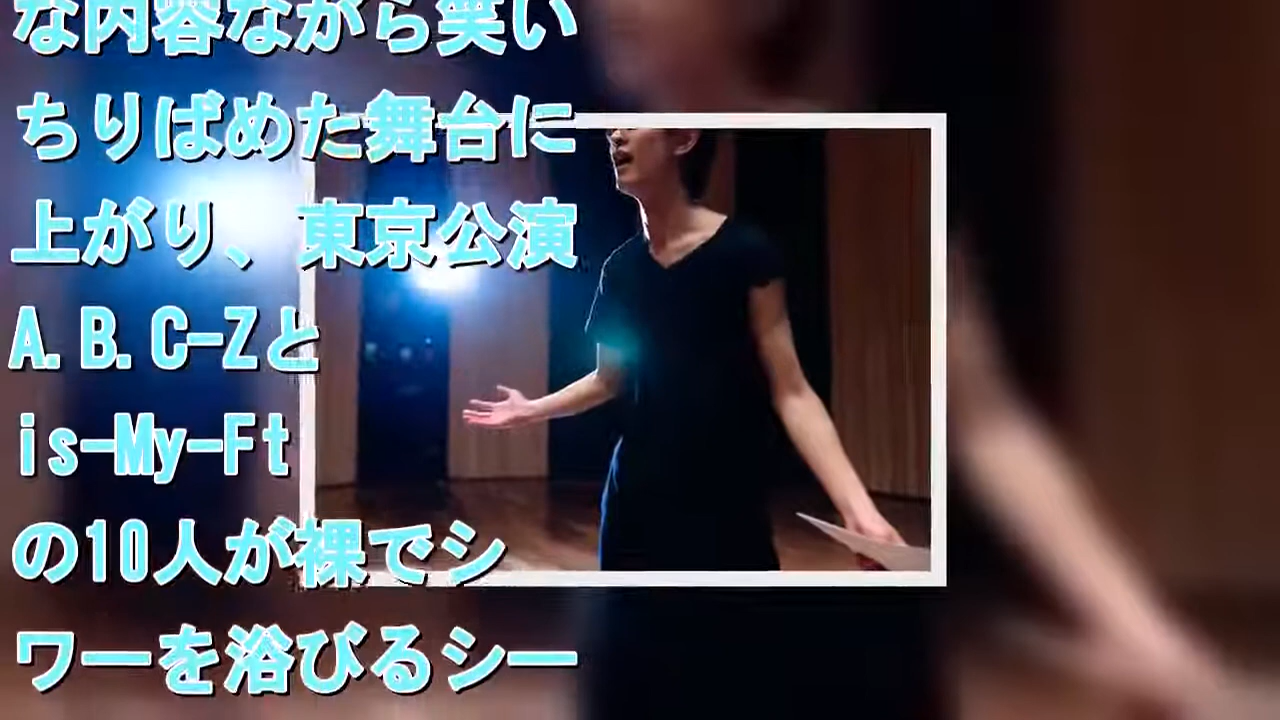 な内容ながら笑い
ちりばめた舞台に
上がり、東京公演
A.B.C-Zと
is-My-Ft
の10人が裸でシ
ワーを浴びるシー